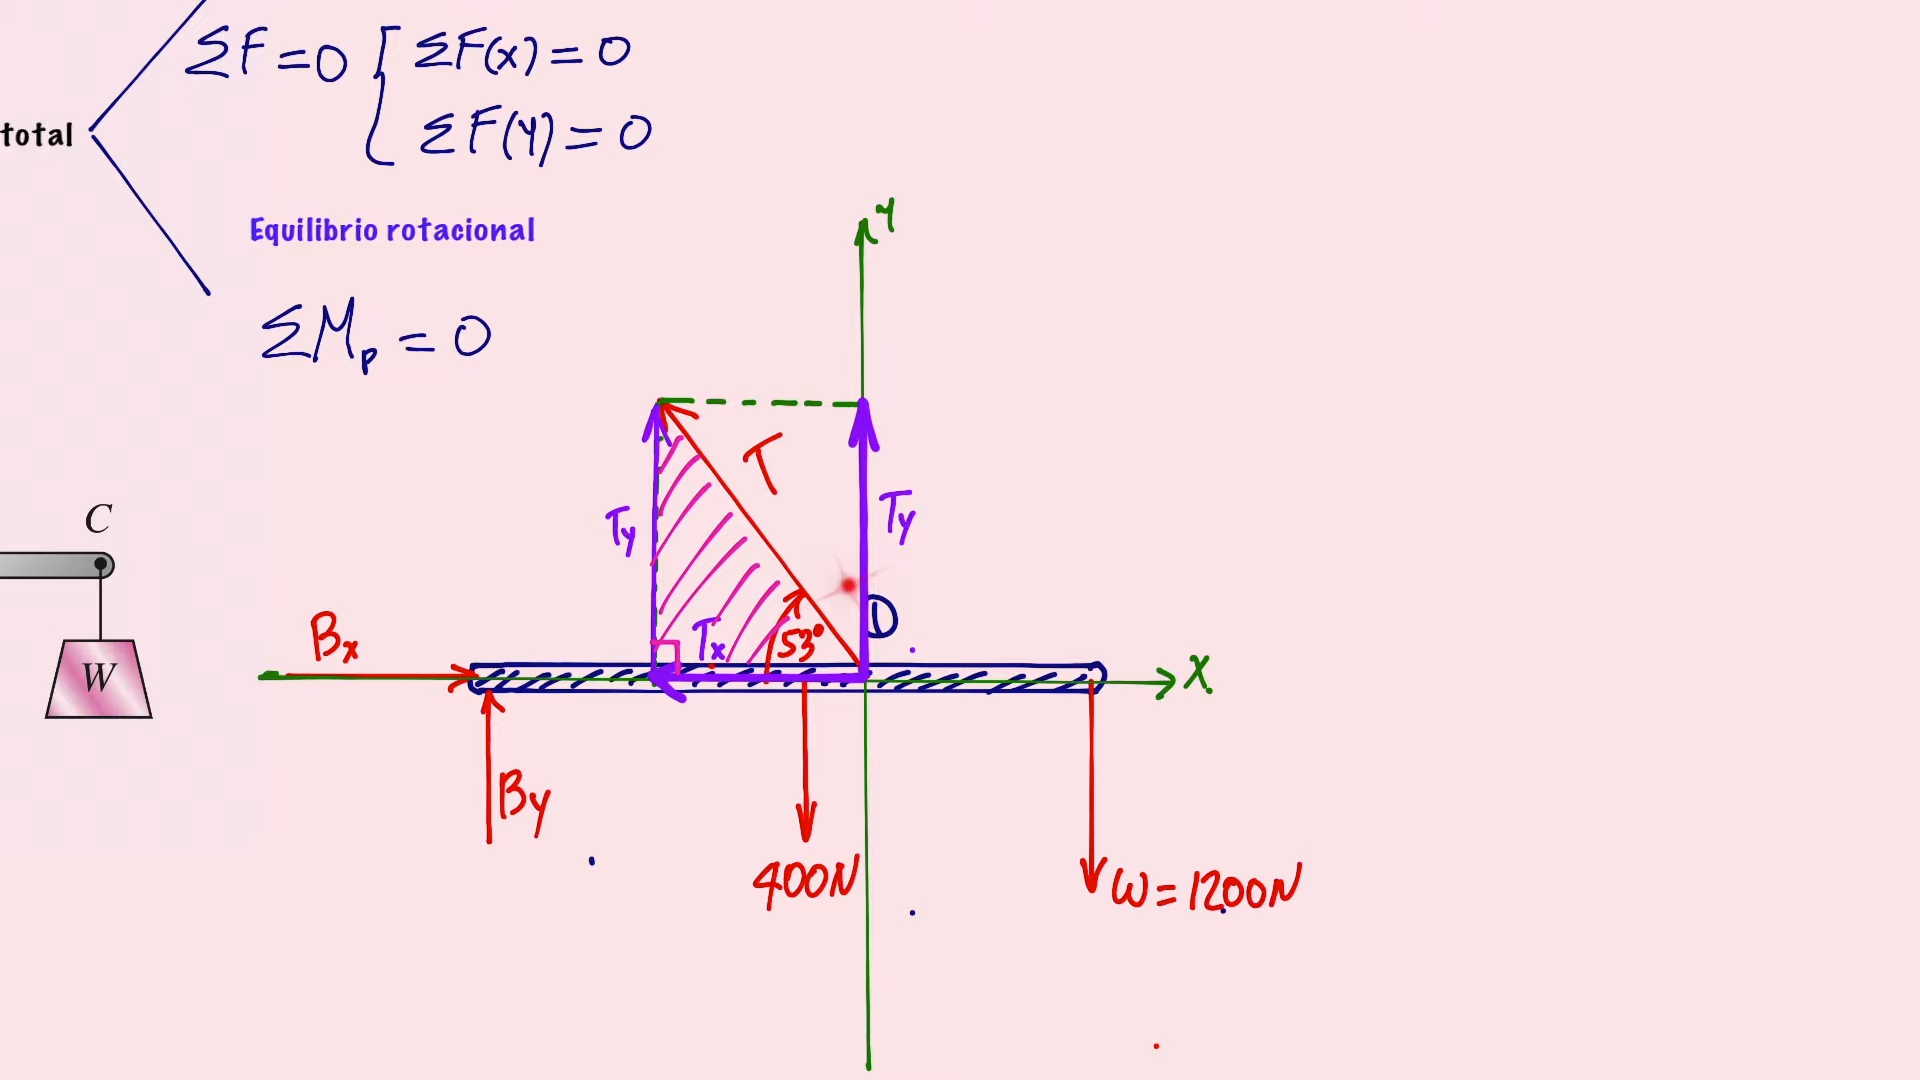 ΣF=0 { ΣF(x)=0
ΣF(Y)=0
total
Equilibrio rotacional
ΣMp=0
Y
T
Ty
Ty
C
D
Bx
Tx
53°
W
X
By
400N
W=1200N